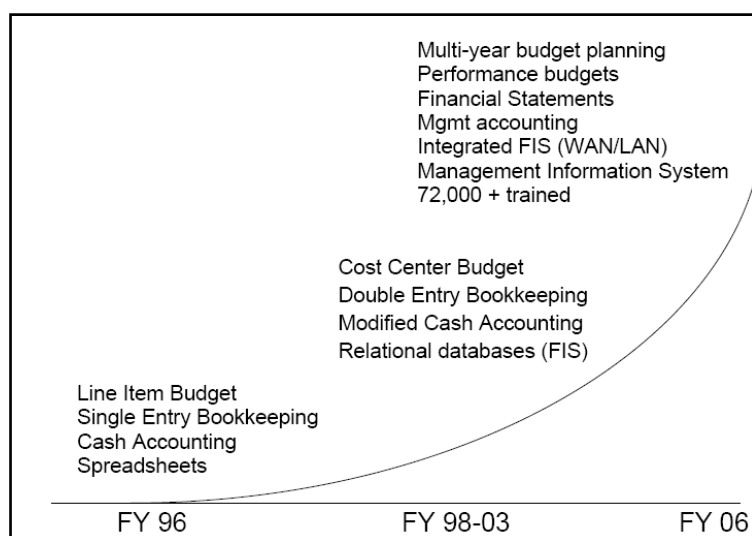 Multi-year budget planning
Performance budgets
Financial Statements
Mgmt accounting
Integrated FIS (WAN/LAN)
Management Information System
72,000 + trained
Cost Center Budget
Double Entry Bookkeeping
Modified Cash Accounting
Relational databases (FIS)
Line Item Budget
Single Entry Bookkeeping
Cash Accounting
Spreadsheets
FY 96 FY 98-03 FY 06